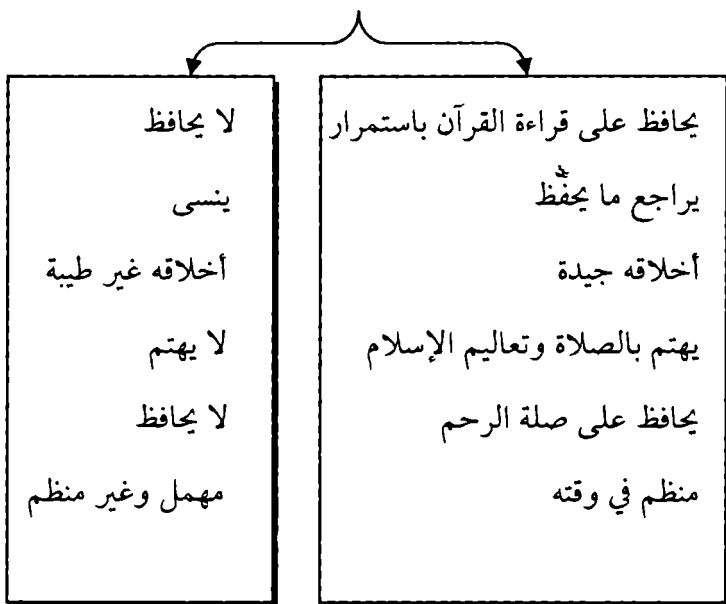 يحافظ على قراءة القرآن باستمرار
يراجع ما يحفّظ
أخلاقه جيدة
يهتم بالصلاة وتعاليم الإسلام
يحافظ على صلة الرحم
منظم في وقته
لا يحافظ
ينسى
أخلاقه غير طيبة
لا يهتم
لا يحافظ
مهمل وغير منظم